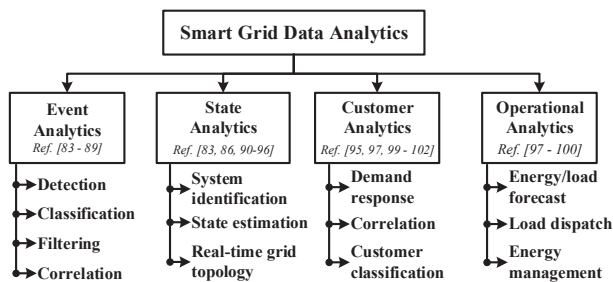 Smart Grid Data Analytics
Event
Analytics
Ref. [83 - 89]
Detection
Classification
Filtering
Correlation
State
Analytics
Ref. [83, 86, 90-96]
System
identification
State estimation
Real-time grid
topology
Customer
Analytics
Ref. [95, 97, 99 - 102]
Demand
response
Correlation
Customer
classification
Operational
Analytics
Ref. [97 - 100]
Energy/load
forecast
Load dispatch
Energy
management